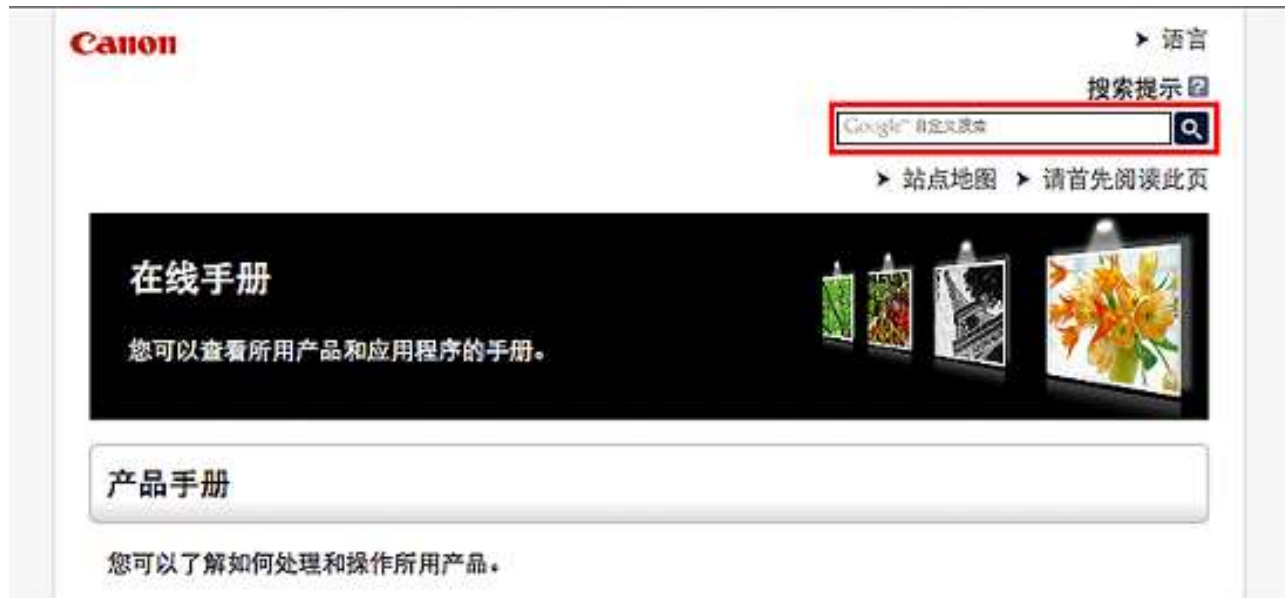 Canon
➤ 语言
搜索提示 ?
Google™ 自定义搜索
➤ 站点地图 ➤ 请首先阅读此页
在线手册
您可以查看所用产品和应用程序的手册。
产品手册
您可以了解如何处理和操作所用产品。